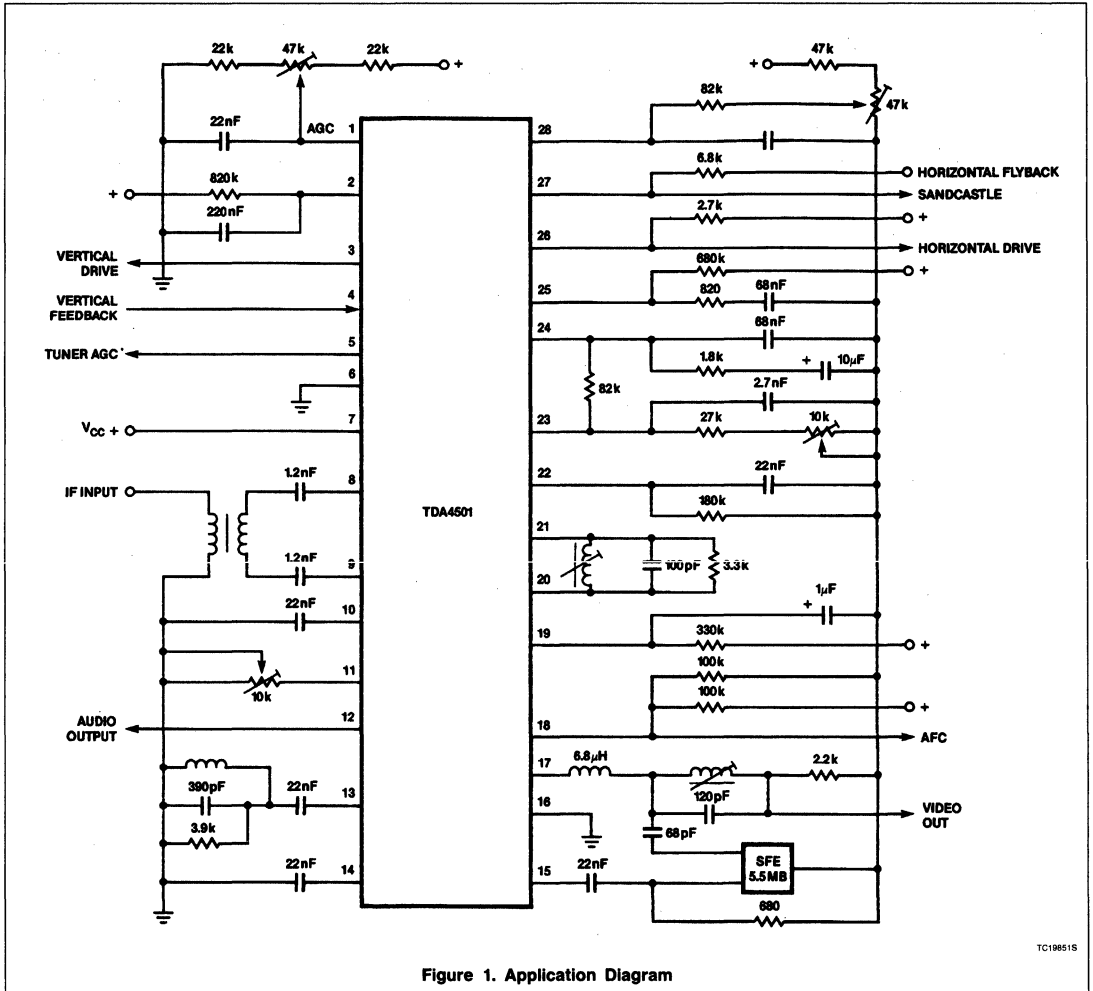 22k
47k
22k
+
47k
+
82k
47k
22nF
AGC
1
28
820k
6.8k
HORIZONTAL FLYBACK
+
2
27
SANDCASTLE
220nF
2.7k
+
VERTICAL
DRIVE
3
26
HORIZONTAL DRIVE
680k
+
VERTICAL
FEEDBACK
4
25
820
68nF
24
68nF
TUNER AGC
5
1.8k
+
10μF
6
82k
2.7nF
VCC +
7
23
27k
10k
1.2nF
22
22nF
IF INPUT
8
180k
TDA4501
21
1.2nF
9
100pF
3.3k
20
22nF
10
+
1μF
19
330k
+
11
10k
100k
100k
+
AUDIO
OUTPUT
12
18
AFC
17
6.8μH
2.2k
390pF
22nF
13
120pF
16
VIDEO
OUT
3.9k
68pF
22nF
14
15
22nF
SFE
5.5MB
680
TC19851S
Figure 1. Application Diagram